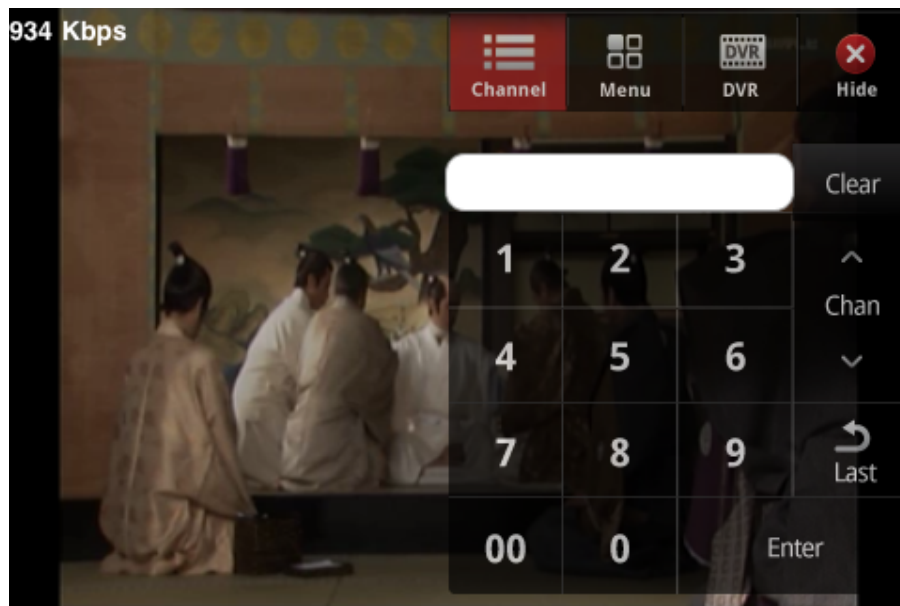 934 Kbps
Channel
Menu
DVR
DVR
Hide
Clear
1 2 3
Chan
4 5 6
7 8 9
Last
00 0 Enter